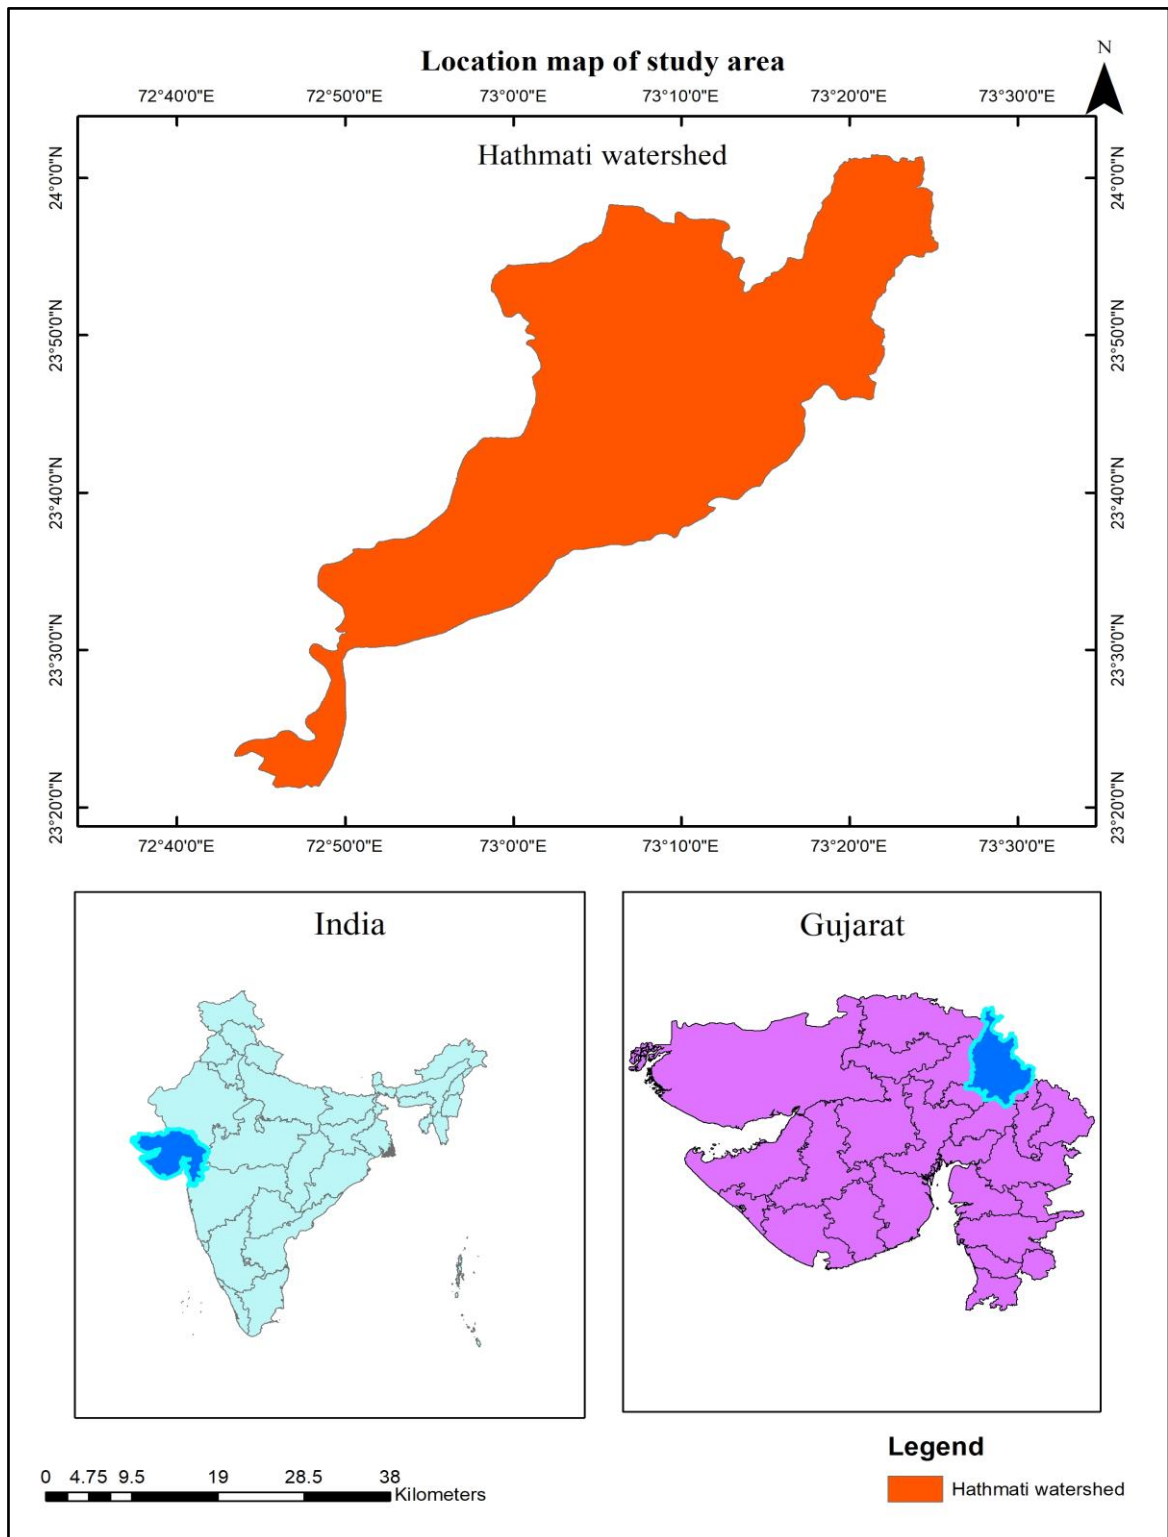 Location map of study area
N
72°40'0"E 72°50'0"E 73°0'0"E 73°10'0"E 73°20'0"E 73°30'0"E
Hathmati watershed
24°0'0"N 24°0'0"N
23°50'0"N 23°50'0"N
23°40'0"N 23°40'0"N
23°30'0"N 23°30'0"N
23°20'0"N 23°20'0"N
72°40'0"E 72°50'0"E 73°0'0"E 73°10'0"E 73°20'0"E 73°30'0"E
India
Gujarat
0 4.75 9.5 19 28.5 38
Kilometers
Legend
Hathmati watershed